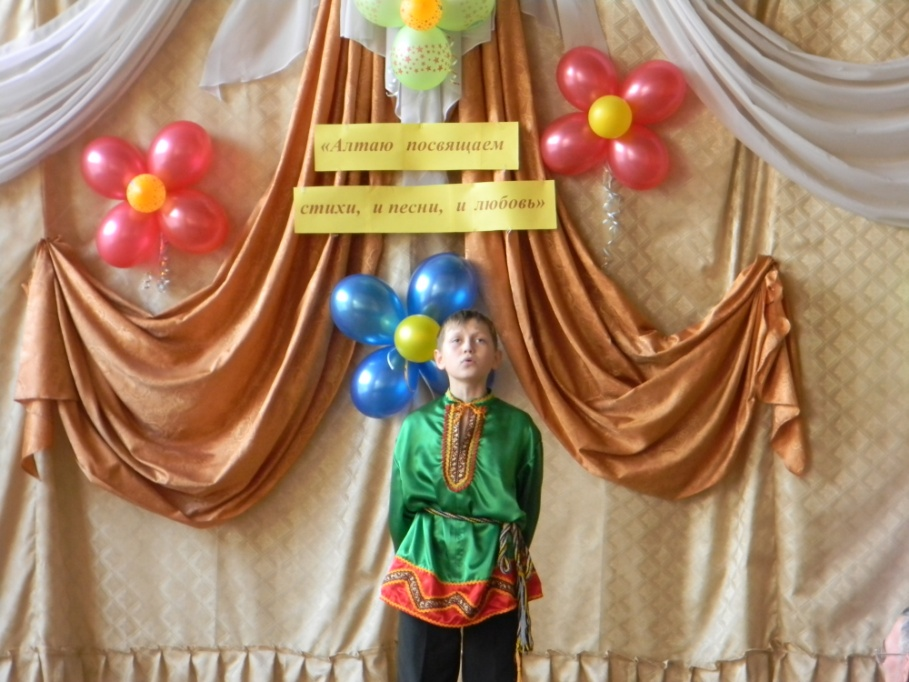 «Алтаю посвящаем
стихи, и песни, и любовь»